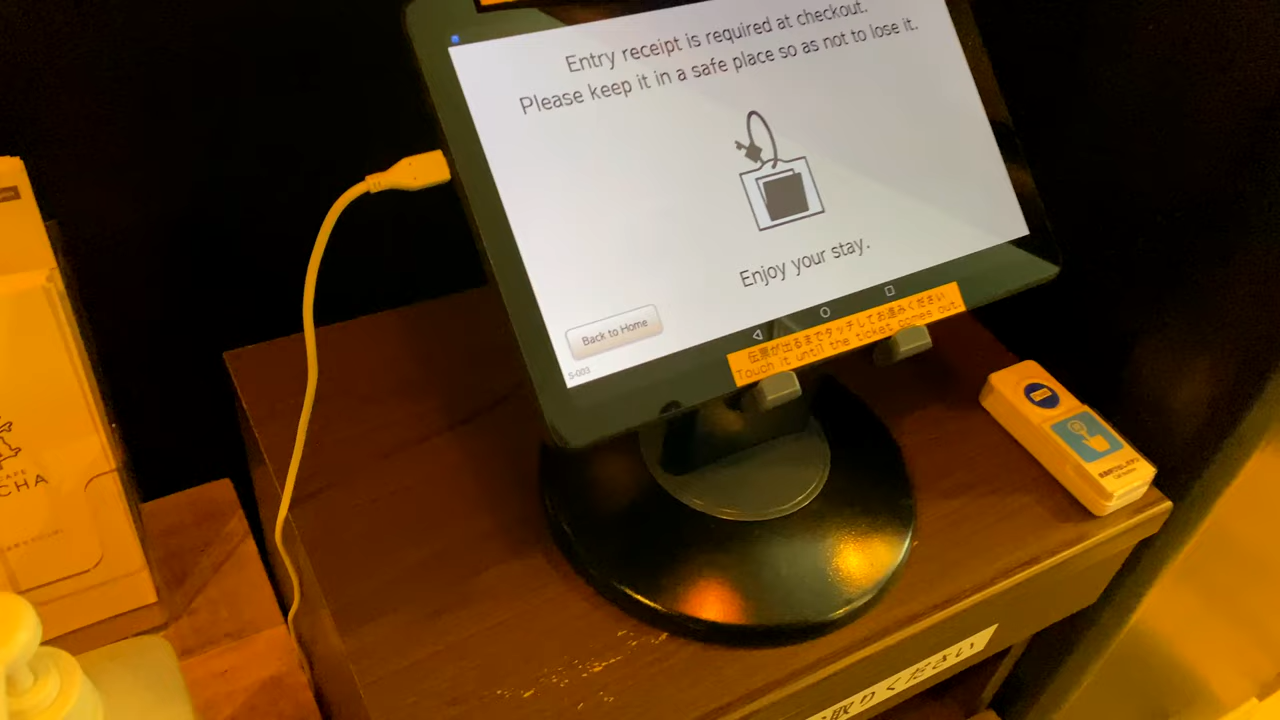 Entry receipt is required at checkout.
Please keep it in a safe place so as not to lose it.
Enjoy your stay.
Back to Home
S-003
伝票が出るまでタッチしてお進みください
Touch it until the ticket comes out.
CAFE
CHA
取りください